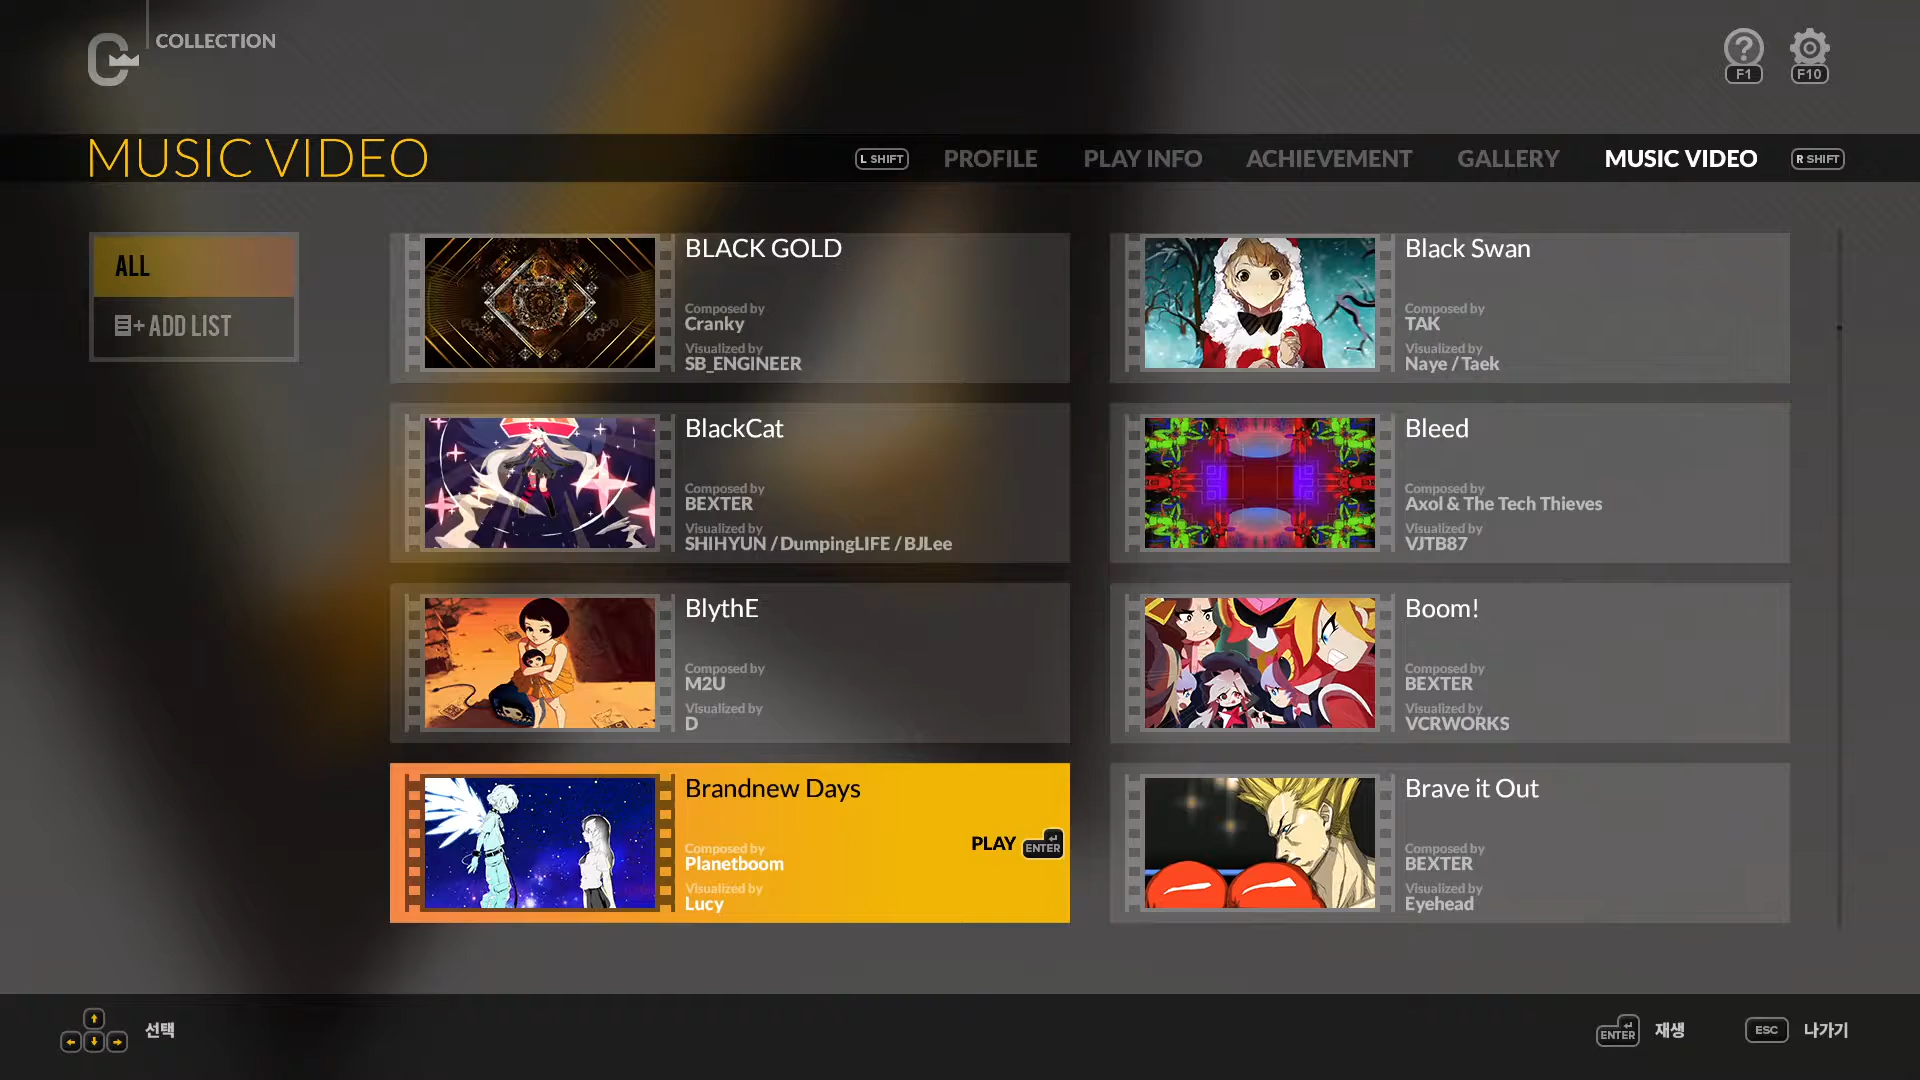 COLLECTION
F1
F10
MUSIC VIDEO
L SHIFT
PROFILE
PLAY INFO
ACHIEVEMENT
GALLERY
MUSIC VIDEO
R SHIFT
ALL
+ ADD LIST
BLACK GOLD
Composed by
Cranky
Visualized by
SB_ENGINEER
Black Swan
Composed by
TAK
Visualized by
Naye / Taek
BlackCat
Composed by
BEXTER
Visualized by
SHIHYUN / DumpingLIFE / BJLee
Bleed
Composed by
Axol & The Tech Thieves
Visualized by
VJTB87
BlythE
Composed by
M2U
Visualized by
D
Boom!
Composed by
BEXTER
Visualized by
VCRWORKS
Brandnew Days
Composed by
Planetboom
Visualized by
Lucy
PLAY
ENTER
Brave it Out
Composed by
BEXTER
Visualized by
Eyehead
선택
ENTER
재생
ESC
나가기